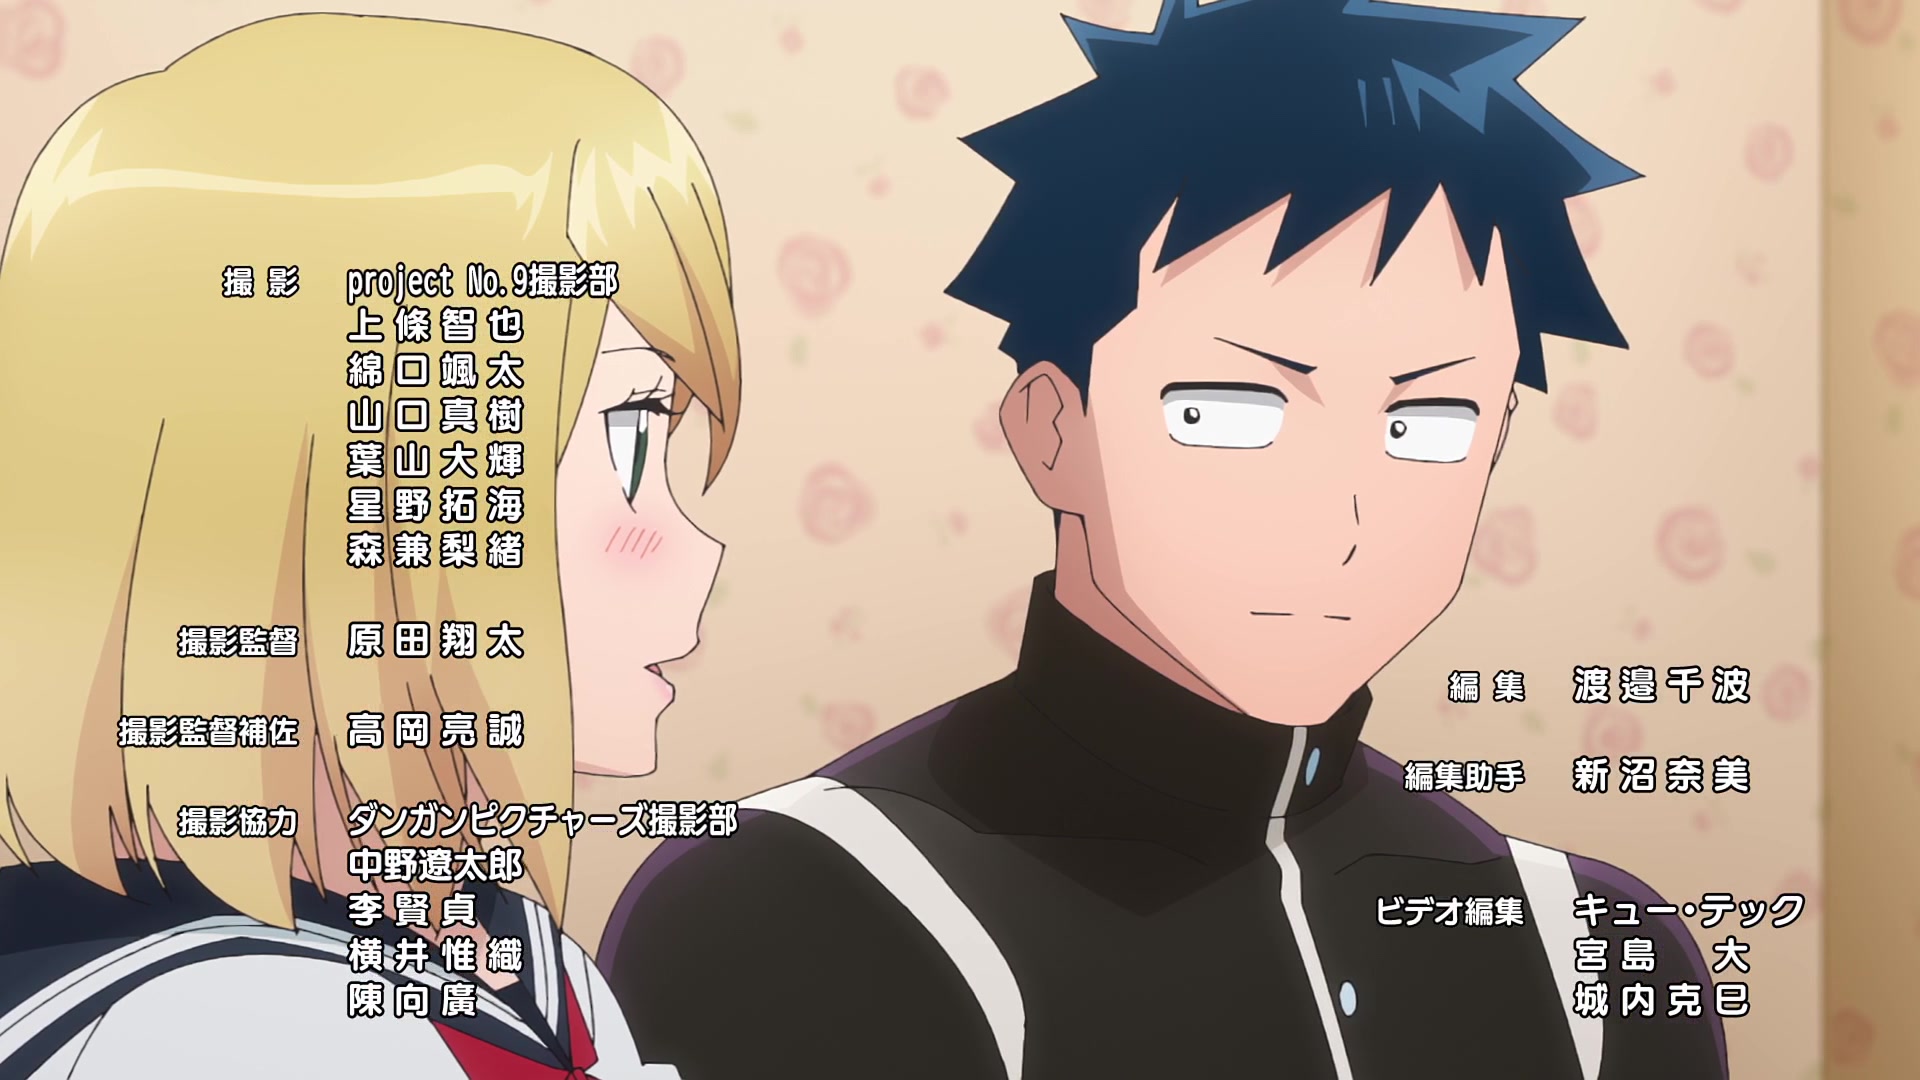 撮影 project No.9撮影部
上條智也
綿口颯太
山口真樹
葉山大輝
星野拓海
森兼梨緒
撮影監督 原田翔太
撮影監督補佐 高岡亮誠
撮影協力 ダンガンピクチャーズ撮影部
中野遼太郎
李賢貞
横井惟織
陳向廣
編集 渡邉千波
編集助手 新沼奈美
ビデオ編集 キュー・テック
宮島 大
城内克巳